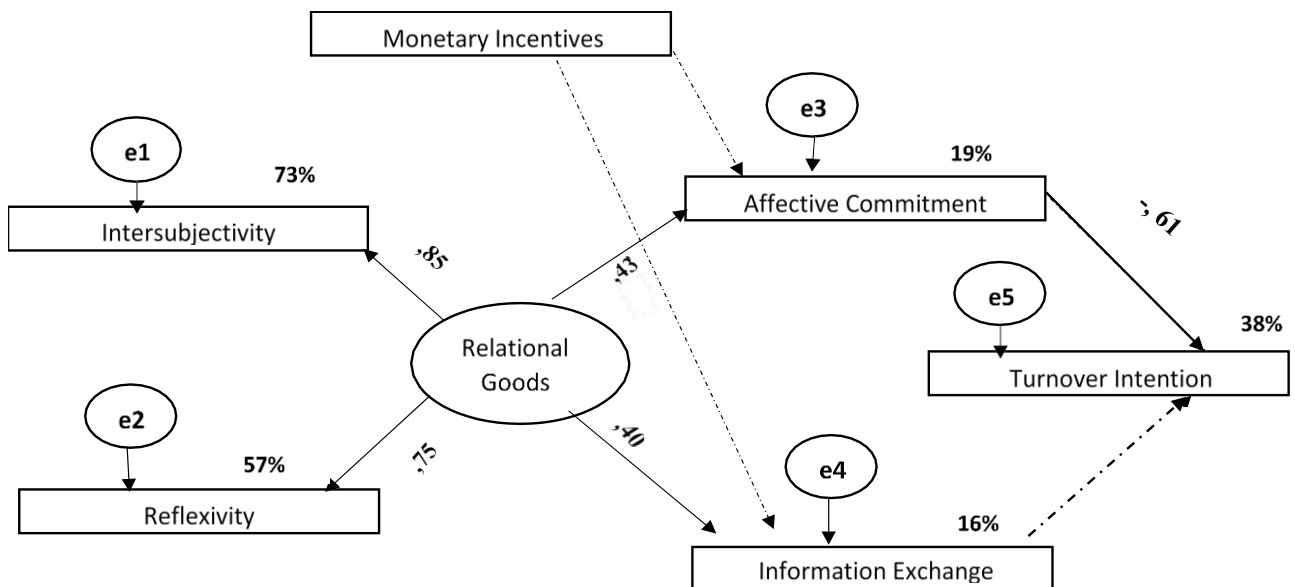 Monetary Incentives
e3
e1
19%
73%
Affective Commitment
-, 61
Intersubjectivity
,85
,43
e5
38%
Relational
Goods
Turnover Intention
e2
,40
,75
57%
e4
Reflexivity
16%
Information Exchange